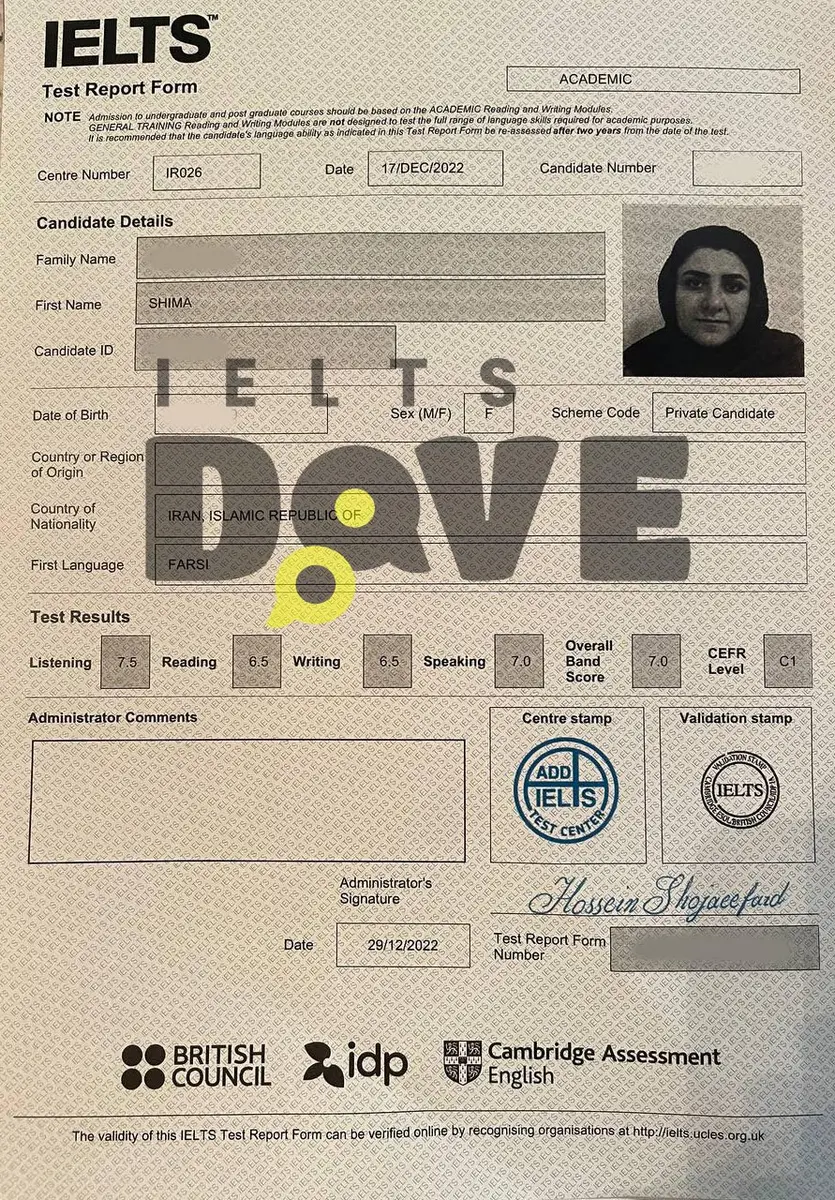 IELTS™
Test Report Form
ACADEMIC
NOTE Admission to undergraduate and post graduate courses should be based on the ACADEMIC Reading and Writing Modules.
GENERAL TRAINING Reading and Writing Modules are not designed to test the full range of language skills required for academic purposes.
It is recommended that the candidate's language ability as indicated in this Test Report Form be re-assessed after two years from the date of the test.
Centre Number IR026 Date 17/DEC/2022 Candidate Number
Candidate Details
Family Name
First Name SHIMA
Candidate ID
IELTS
Date of Birth Sex (M/F) F Scheme Code Private Candidate
DAVE
Country or Region
of Origin
Country of
Nationality IRAN, ISLAMIC REPUBLIC OF
First Language FARSI
Test Results
Listening 7.5 Reading 6.5 Writing 6.5 Speaking 7.0 Overall Band Score 7.0 CEFR Level C1
Administrator Comments
Centre stamp
Validation stamp
ADD
IELTS
TEST CENTER
VALIDATION STAMP
IELTS
Administrator's
Signature
Hossein Shojaeefard
Date 29/12/2022
Test Report Form
Number
BRITISH
COUNCIL
idp
Cambridge Assessment
English
The validity of this IELTS Test Report Form can be verified online by recognising organisations at http://ielts.ucles.org.uk